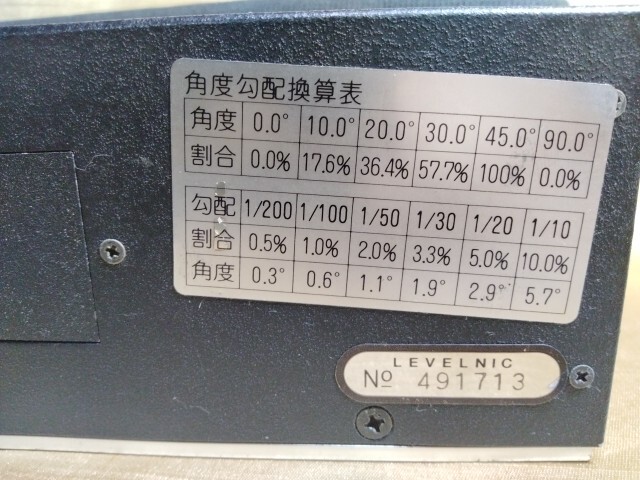 角度勾配換算表
角度 0.0° 10.0° 20.0° 30.0° 45.0° 90.0°
割合 0.0% 17.6% 36.4% 57.7% 100% 0.0%
勾配 1/200 1/100 1/50 1/30 1/20 1/10
割合 0.5% 1.0% 2.0% 3.3% 5.0% 10.0%
角度 0.3° 0.6° 1.1° 1.9° 2.9° 5.7°
LEVELNIC
No 491713